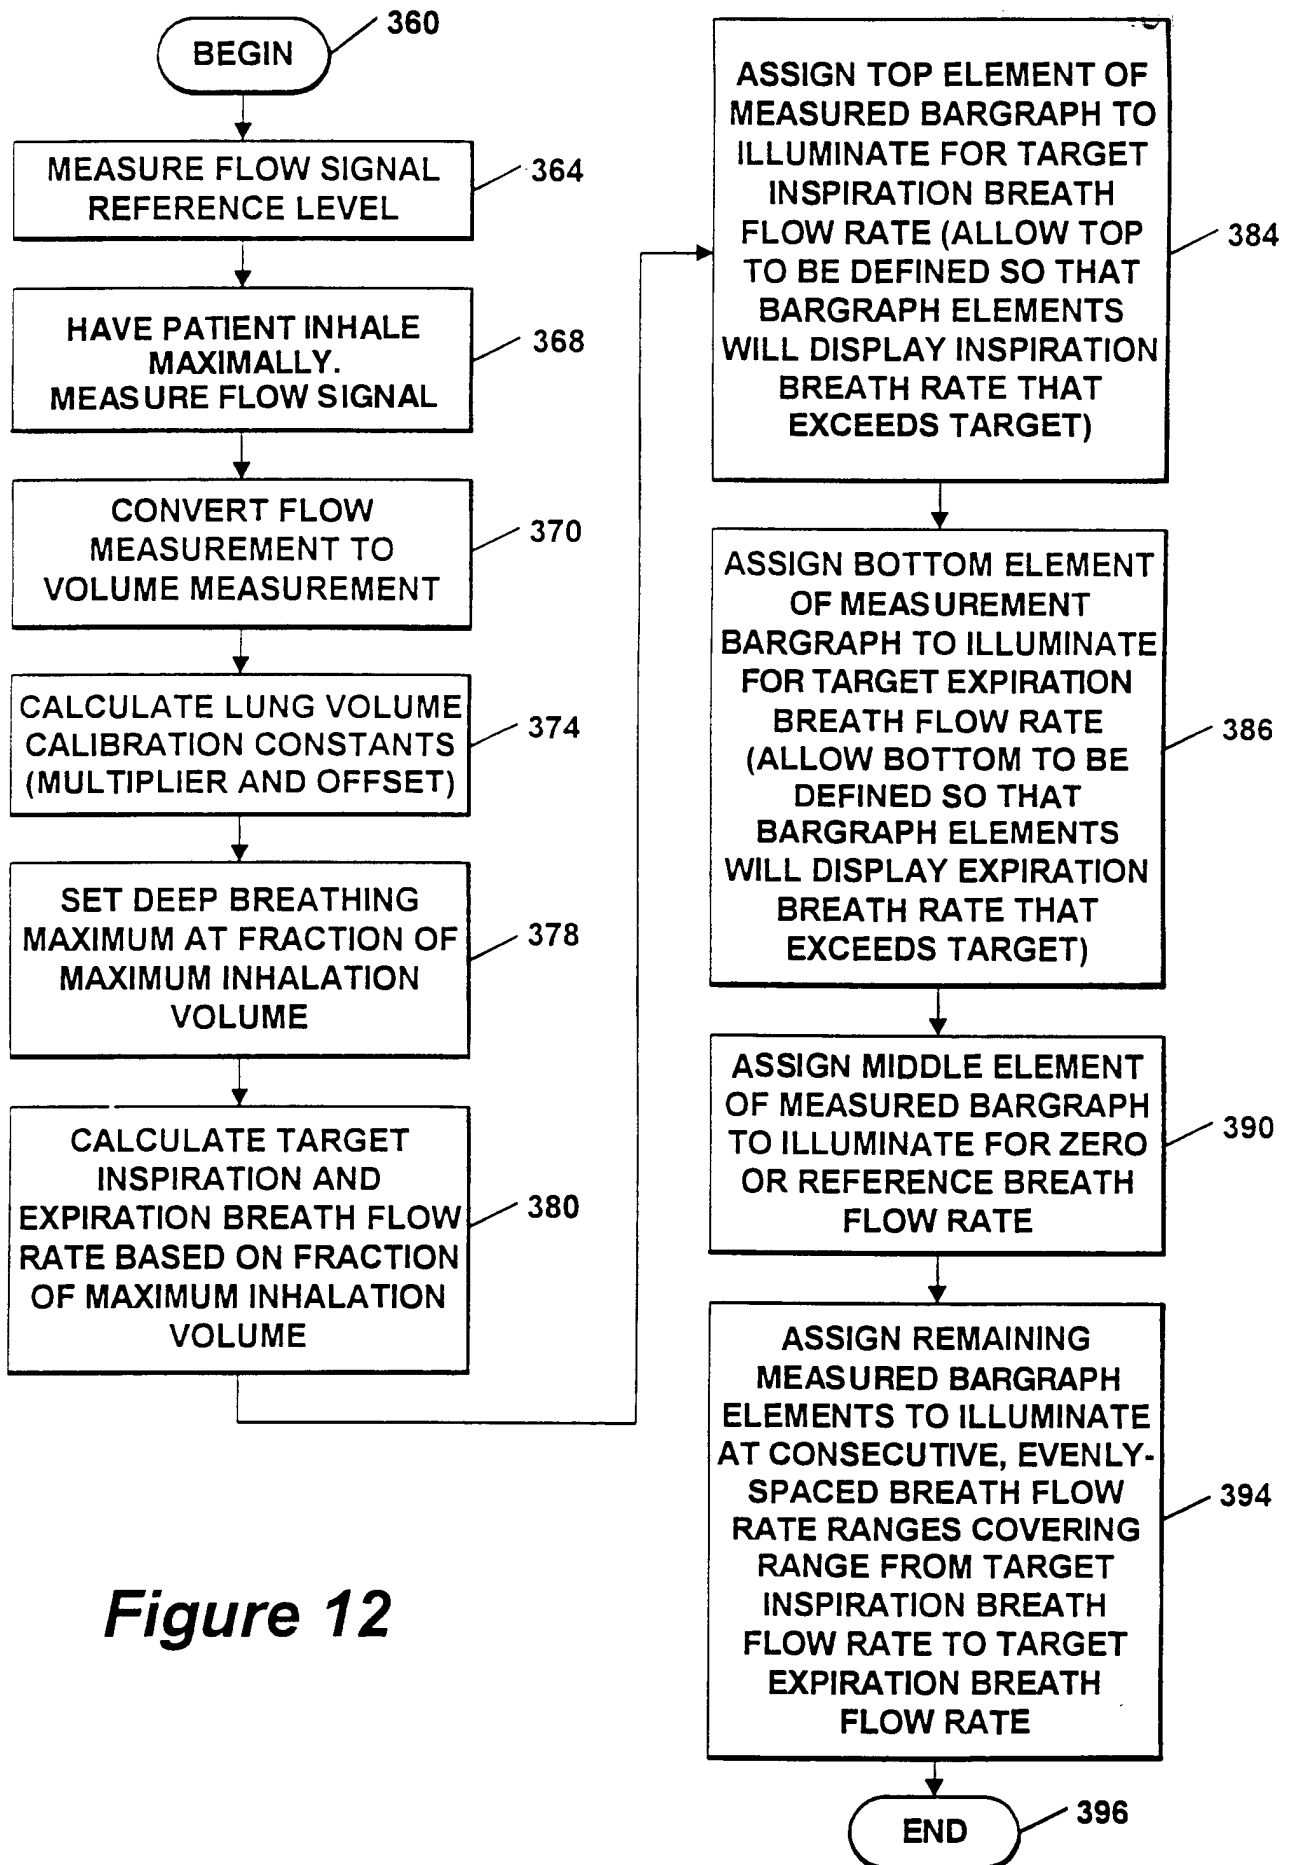 BEGIN
360
MEASURE FLOW SIGNAL
REFERENCE LEVEL
364
HAVE PATIENT INHALE
MAXIMALLY.
MEASURE FLOW SIGNAL
368
CONVERT FLOW
MEASUREMENT TO
VOLUME MEASUREMENT
370
CALCULATE LUNG VOLUME
CALIBRATION CONSTANTS
(MULTIPLIER AND OFFSET)
374
SET DEEP BREATHING
MAXIMUM AT FRACTION OF
MAXIMUM INHALATION
VOLUME
378
CALCULATE TARGET
INSPIRATION AND
EXPIRATION BREATH FLOW
RATE BASED ON FRACTION
OF MAXIMUM INHALATION
VOLUME
380
ASSIGN TOP ELEMENT OF
MEASURED BARGRAPH TO
ILLUMINATE FOR TARGET
INSPIRATION BREATH
FLOW RATE (ALLOW TOP
TO BE DEFINED SO THAT
BARGRAPH ELEMENTS
WILL DISPLAY INSPIRATION
BREATH RATE THAT
EXCEEDS TARGET)
384
ASSIGN BOTTOM ELEMENT
OF MEASUREMENT
BARGRAPH TO ILLUMINATE
FOR TARGET EXPIRATION
BREATH FLOW RATE
(ALLOW BOTTOM TO BE
DEFINED SO THAT
BARGRAPH ELEMENTS
WILL DISPLAY EXPIRATION
BREATH RATE THAT
EXCEEDS TARGET)
386
ASSIGN MIDDLE ELEMENT
OF MEASURED BARGRAPH
TO ILLUMINATE FOR ZERO
OR REFERENCE BREATH
FLOW RATE
390
ASSIGN REMAINING
MEASURED BARGRAPH
ELEMENTS TO ILLUMINATE
AT CONSECUTIVE, EVENLY-
SPACED BREATH FLOW
RATE RANGES COVERING
RANGE FROM TARGET
INSPIRATION BREATH
FLOW RATE TO TARGET
EXPIRATION BREATH
FLOW RATE
394
END
396
Figure 12